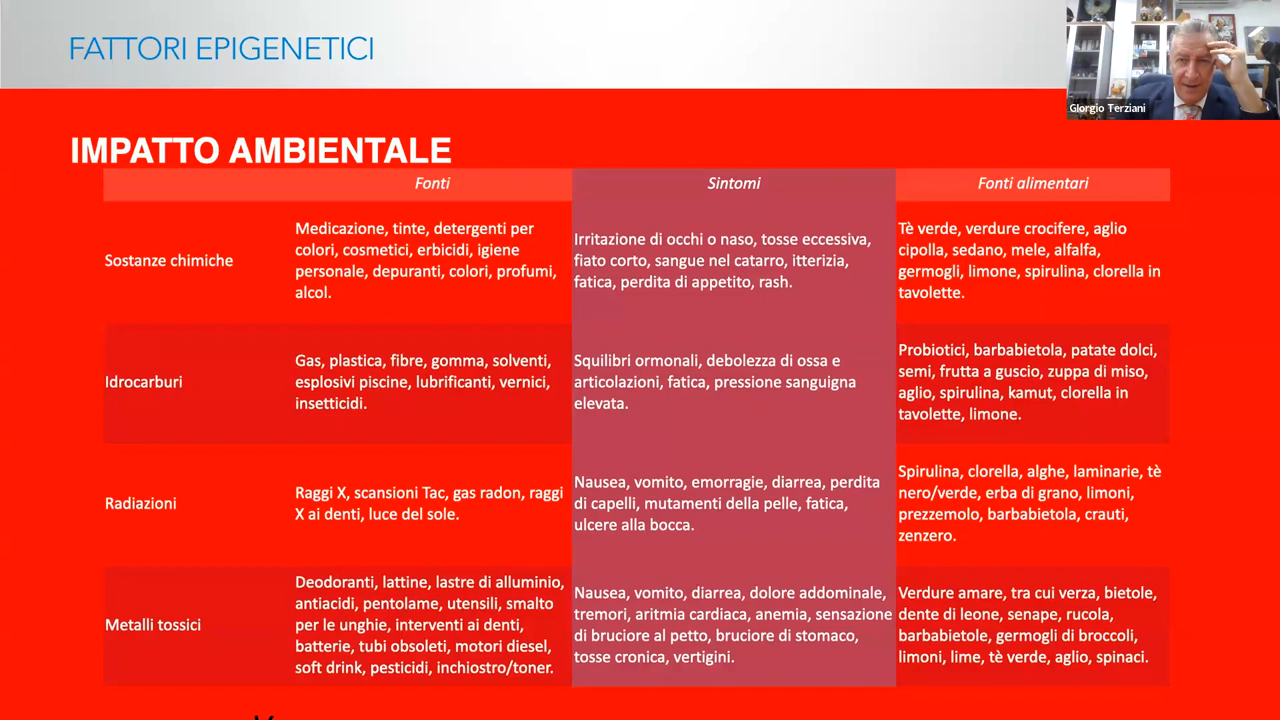 FATTORI EPIGENETICI
GIorgio Terziani
IMPATTO AMBIENTALE
Fonti
Sintomi
Fonti alimentari
Sostanze chimiche
Medicazione, tinte, detergenti per
colori, cosmetici, erbicidi, igiene
personale, depuranti, colori, profumi,
alcol.
Irritazione di occhi o naso, tosse eccessiva,
fiato corto, sangue nel catarro, itterizia,
fatica, perdita di appetito, rash.
Tè verde, verdure crocifere, aglio
cipolla, sedano, mele, alfalfa,
germogli, limone, spirulina, clorella in
tavolette.
Idrocarburi
Gas, plastica, fibre, gomma, solventi,
esplosivi piscine, lubrificanti, vernici,
insetticidi.
Squilibri ormonali, debolezza di ossa e
articolazioni, fatica, pressione sanguigna
elevata.
Probiotici, barbabietola, patate dolci,
semi, frutta a guscio, zuppa di miso,
aglio, spirulina, kamut, clorella in
tavolette, limone.
Radiazioni
Raggi X, scansioni Tac, gas radon, raggi
X ai denti, luce del sole.
Nausea, vomito, emorragie, diarrea, perdita
di capelli, mutamenti della pelle, fatica,
ulcere alla bocca.
Spirulina, clorella, alghe, laminarie, tè
nero/verde, erba di grano, limoni,
prezzemolo, barbabietola, crauti,
zenzero.
Metalli tossici
Deodoranti, lattine, lastre di alluminio,
antiacidi, pentolame, utensili, smalto
per le unghie, interventi ai denti,
batterie, tubi obsoleti, motori diesel,
soft drink, pesticidi, inchiostro/toner.
Nausea, vomito, diarrea, dolore addominale,
tremori, aritmia cardiaca, anemia, sensazione
di bruciore al petto, bruciore di stomaco,
tosse cronica, vertigini.
Verdure amare, tra cui verza, bietole,
dente di leone, senape, rucola,
barbabietole, germogli di broccoli,
limoni, lime, tè verde, aglio, spinaci.